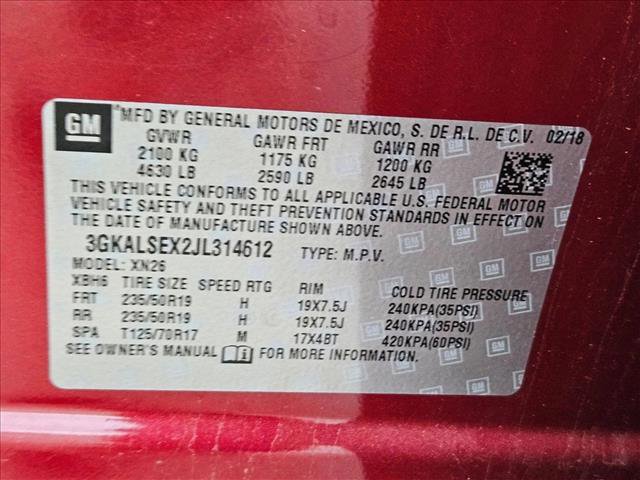 GM
MFD BY GENERAL MOTORS DE MEXICO, S. DE R.L. DE C.V. 02/18
GVWR GAWR FRT GAWR RR
2100 KG 1175 KG 1200 KG
4630 LB 2590 LB 2645 LB
THIS VEHICLE CONFORMS TO ALL APPLICABLE U.S. FEDERAL MOTOR
VEHICLE SAFETY AND THEFT PREVENTION STANDARDS IN EFFECT ON
THE DATE OF MANUFACTURE SHOWN ABOVE.
3GKALSEX2JL314612 TYPE: M.P.V.
MODEL: XN26
XBH6 TIRE SIZE SPEED RTG RIM COLD TIRE PRESSURE
FRT 235/50R19 H 19X7.5J 240KPA(35PSI)
RR 235/50R19 H 19X7.5J 240KPA(35PSI)
SPA T125/70R17 M 17X4BT 420KPA(60PSI)
SEE OWNER'S MANUAL FOR MORE INFORMATION.